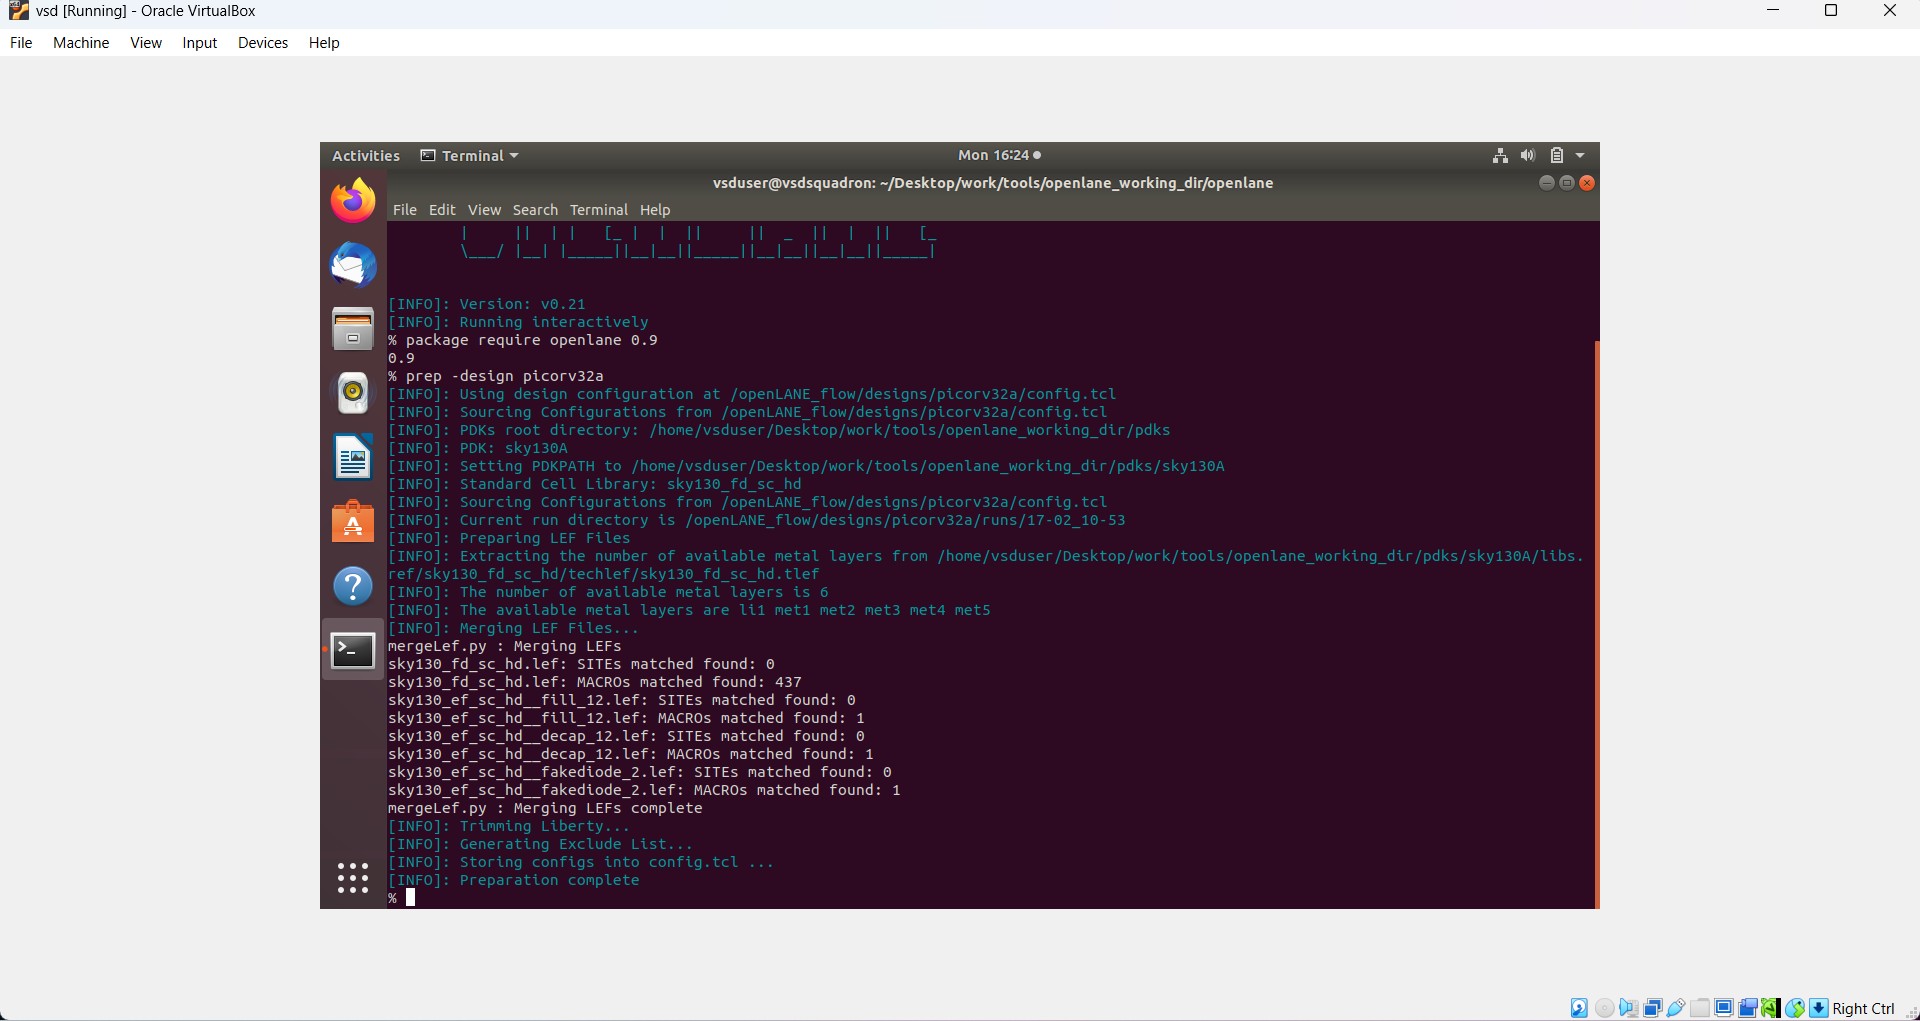 vsd [Running] - Oracle VirtualBox
File Machine View Input Devices Help
Activities Terminal Mon 16:24
vsduser@vsdsquadron: ~/Desktop/work/tools/openlane_working_dir/openlane
File Edit View Search Terminal Help
[INFO]: Version: v0.21
[INFO]: Running interactively
% package require openlane 0.9
0.9
% prep -design picorv32a
[INFO]: Using design configuration at /openLANE_flow/designs/picorv32a/config.tcl
[INFO]: Sourcing Configurations from /openLANE_flow/designs/picorv32a/config.tcl
[INFO]: PDKs root directory: /home/vsduser/Desktop/work/tools/openlane_working_dir/pdks
[INFO]: PDK: sky130A
[INFO]: Setting PDKPATH to /home/vsduser/Desktop/work/tools/openlane_working_dir/pdks/sky130A
[INFO]: Standard Cell Library: sky130_fd_sc_hd
[INFO]: Sourcing Configurations from /openLANE_flow/designs/picorv32a/config.tcl
[INFO]: Current run directory is /openLANE_flow/designs/picorv32a/runs/17-02_10-53
[INFO]: Preparing LEF Files
[INFO]: Extracting the number of available metal layers from /home/vsduser/Desktop/work/tools/openlane_working_dir/pdks/sky130A/libs.
ref/sky130_fd_sc_hd/techlef/sky130_fd_sc_hd.tlef
[INFO]: The number of available metal layers is 6
[INFO]: The available metal layers are li1 met1 met2 met3 met4 met5
[INFO]: Merging LEF Files...
mergeLef.py : Merging LEFs
sky130_fd_sc_hd.lef: SITEs matched found: 0
sky130_fd_sc_hd.lef: MACROs matched found: 437
sky130_ef_sc_hd__fill_12.lef: SITEs matched found: 0
sky130_ef_sc_hd__fill_12.lef: MACROs matched found: 1
sky130_ef_sc_hd__decap_12.lef: SITEs matched found: 0
sky130_ef_sc_hd__decap_12.lef: MACROs matched found: 1
sky130_ef_sc_hd__fakediode_2.lef: SITEs matched found: 0
sky130_ef_sc_hd__fakediode_2.lef: MACROs matched found: 1
mergeLef.py : Merging LEFs complete
[INFO]: Trimming Liberty...
[INFO]: Generating Exclude List...
[INFO]: Storing configs into config.tcl ...
[INFO]: Preparation complete
%
Right Ctrl